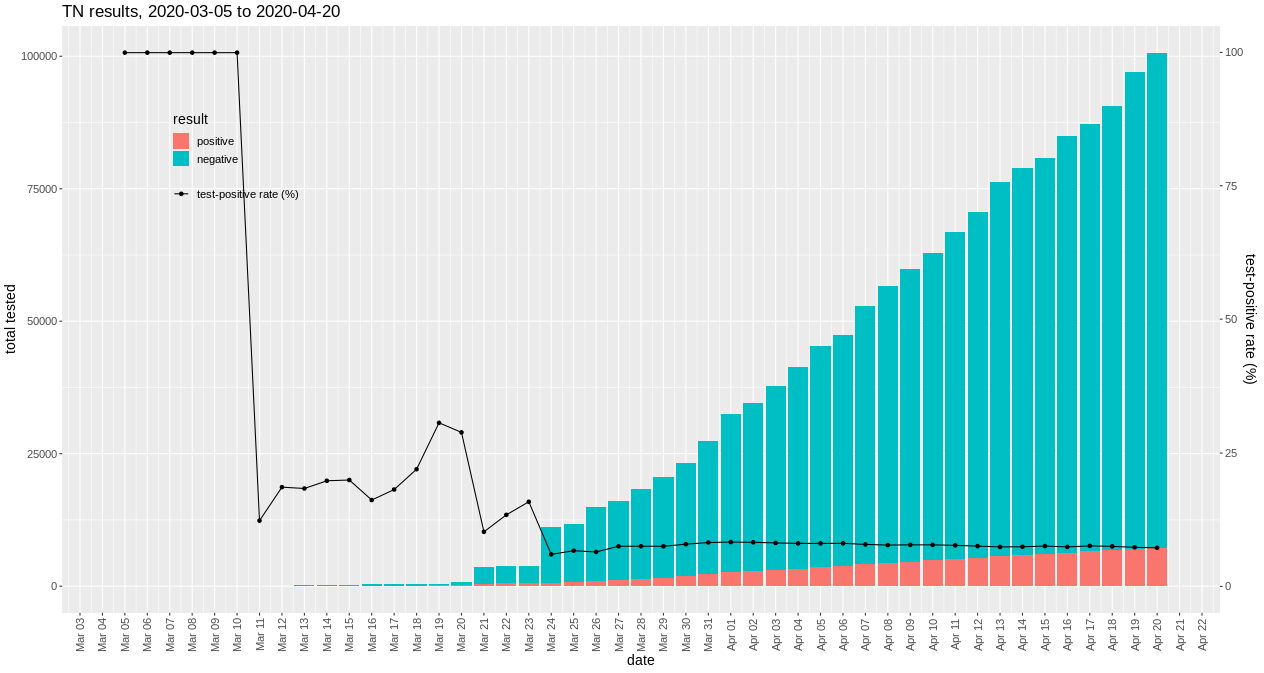 TN results, 2020-03-05 to 2020-04-20
total tested
100000
75000
50000
25000
0
result
positive
negative
test-positive rate (%)
100
75
50
25
0
test-positive rate (%)
Mar 03
Mar 04
Mar 05
Mar 06
Mar 07
Mar 08
Mar 09
Mar 10
Mar 11
Mar 12
Mar 13
Mar 14
Mar 15
Mar 16
Mar 17
Mar 18
Mar 19
Mar 20
Mar 21
Mar 22
Mar 23
Mar 24
Mar 25
Mar 26
Mar 27
Mar 28
Mar 29
Mar 30
Mar 31
Apr 01
Apr 02
Apr 03
Apr 04
Apr 05
Apr 06
Apr 07
Apr 08
Apr 09
Apr 10
Apr 11
Apr 12
Apr 13
Apr 14
Apr 15
Apr 16
Apr 17
Apr 18
Apr 19
Apr 20
Apr 21
Apr 22
date